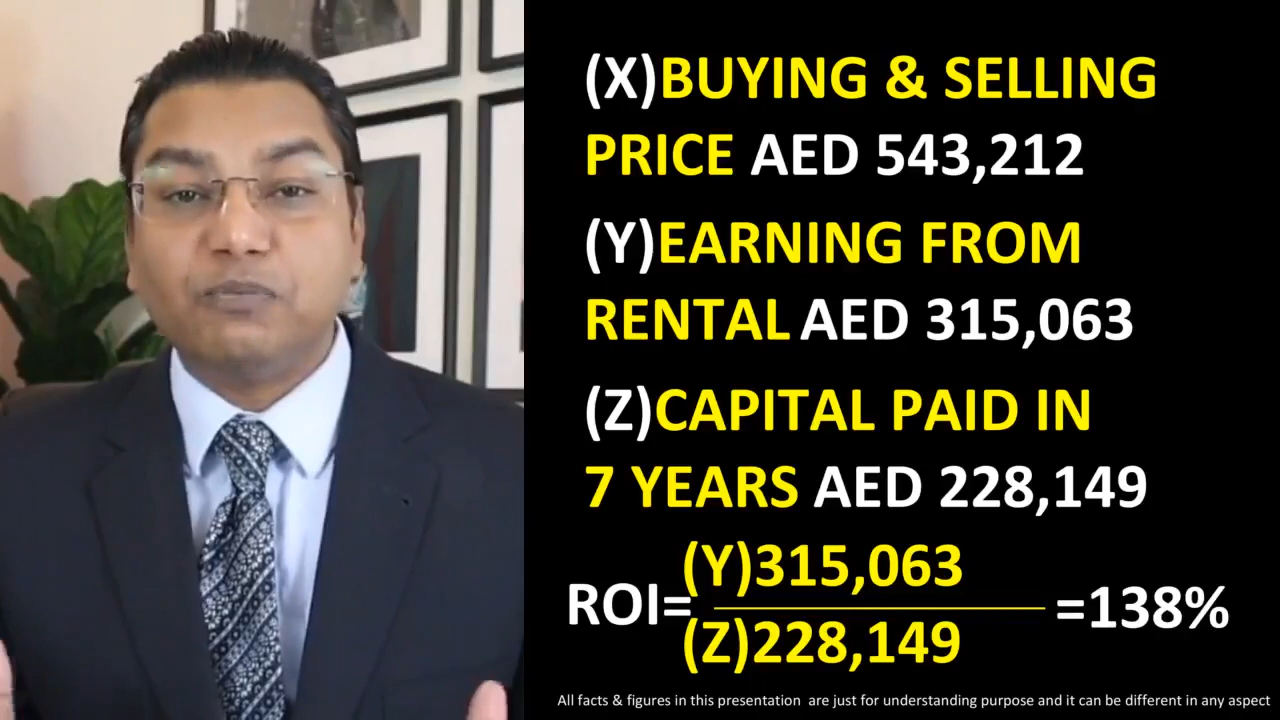 (X)BUYING & SELLING
PRICE AED 543,212
(Y)EARNING FROM
RENTAL AED 315,063
(Z)CAPITAL PAID IN
7 YEARS AED 228,149
ROI= (Y)315,063 =138%
(Z)228,149
All facts & figures in this presentation are just for understanding purpose and it can be different in any aspect